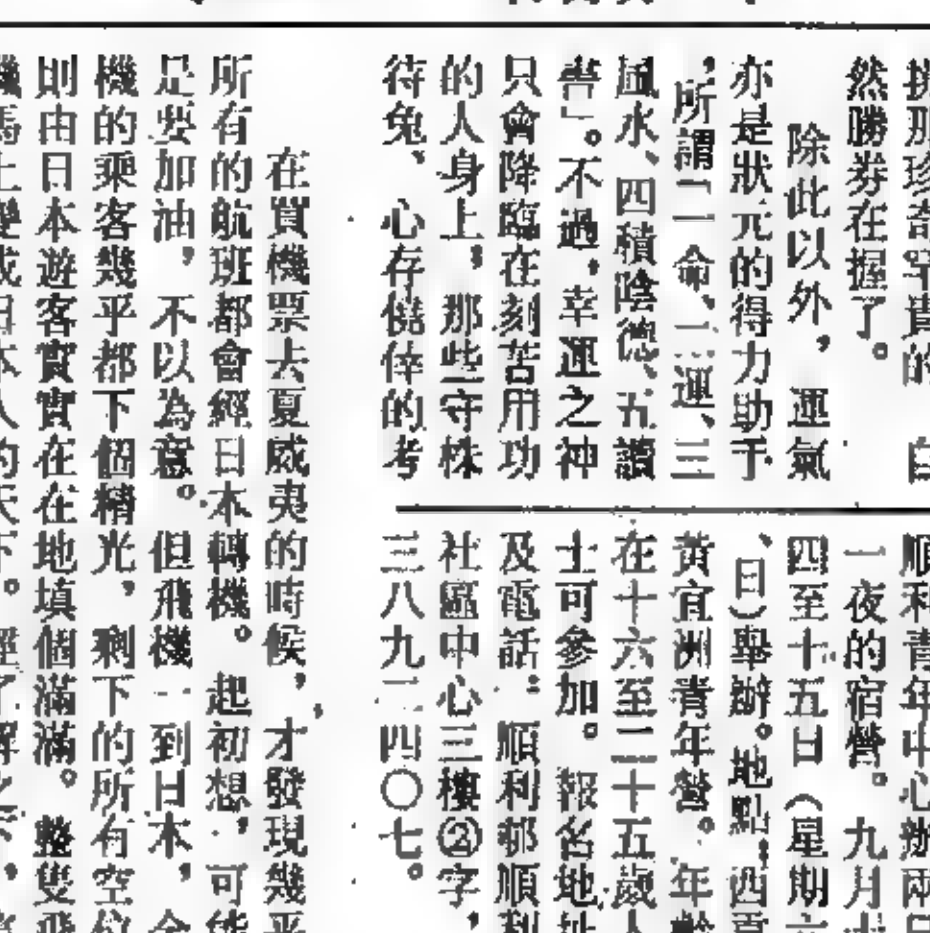 然勝券在握了。
除此以外，運氣
亦是狀元的得力助手
，所謂「一命、二運、三
風水、四積陰德、五讀
書」。不過，幸運之神
只會降臨在刻苦用功
的人身上，那些守株
待兔、心存僥倖的考
順利青年中心辦兩日
一夜的宿營。九月十
四至十五日（星期六
、日）舉辦。地點：西貢
黃宜洲青年營。年齡
在十六至二十五歲人
士可參加。報名地址
及電話：順利邨順利
社區中心三樓②字，
三八九二四〇七。
在買機票去夏威夷的時候，才發現幾乎
所有的航班都會經日本轉機。起初想，可能
是要加油，不以為意。但飛機一到日本，全
機的乘客幾乎都下個精光，剩下的所有空位
則由日本遊客實實在在地填個滿滿。整隻飛